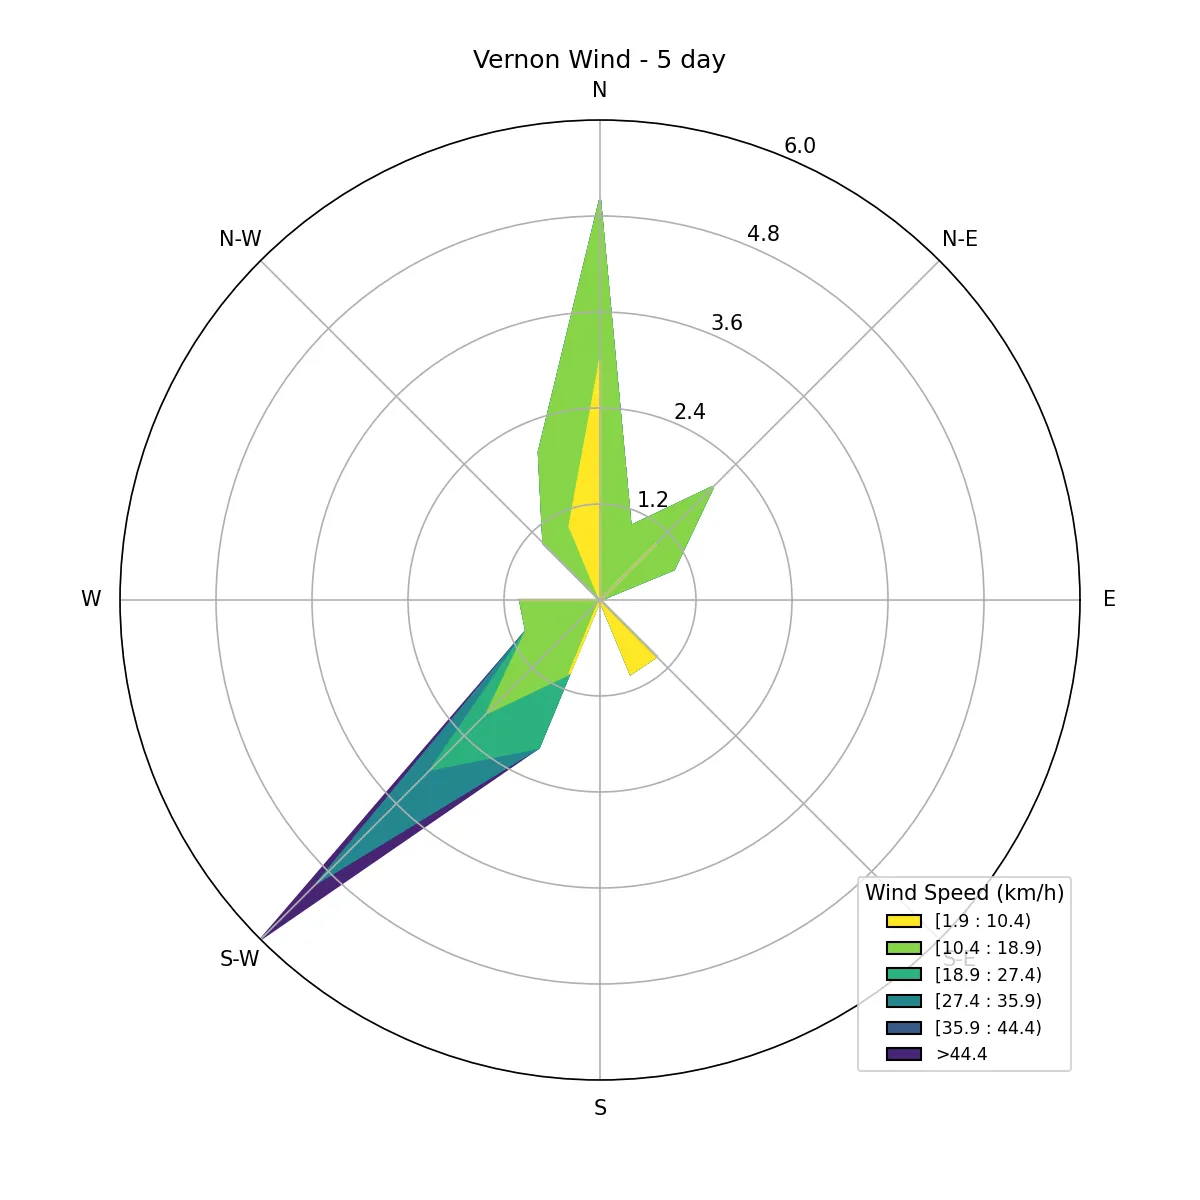 Vernon Wind - 5 day
N
6.0
N-W
4.8
N-E
3.6
2.4
1.2
W
E
S-W
S-E
S
Wind Speed (km/h)
[1.9 : 10.4)
[10.4 : 18.9)
[18.9 : 27.4)
[27.4 : 35.9)
[35.9 : 44.4)
>44.4